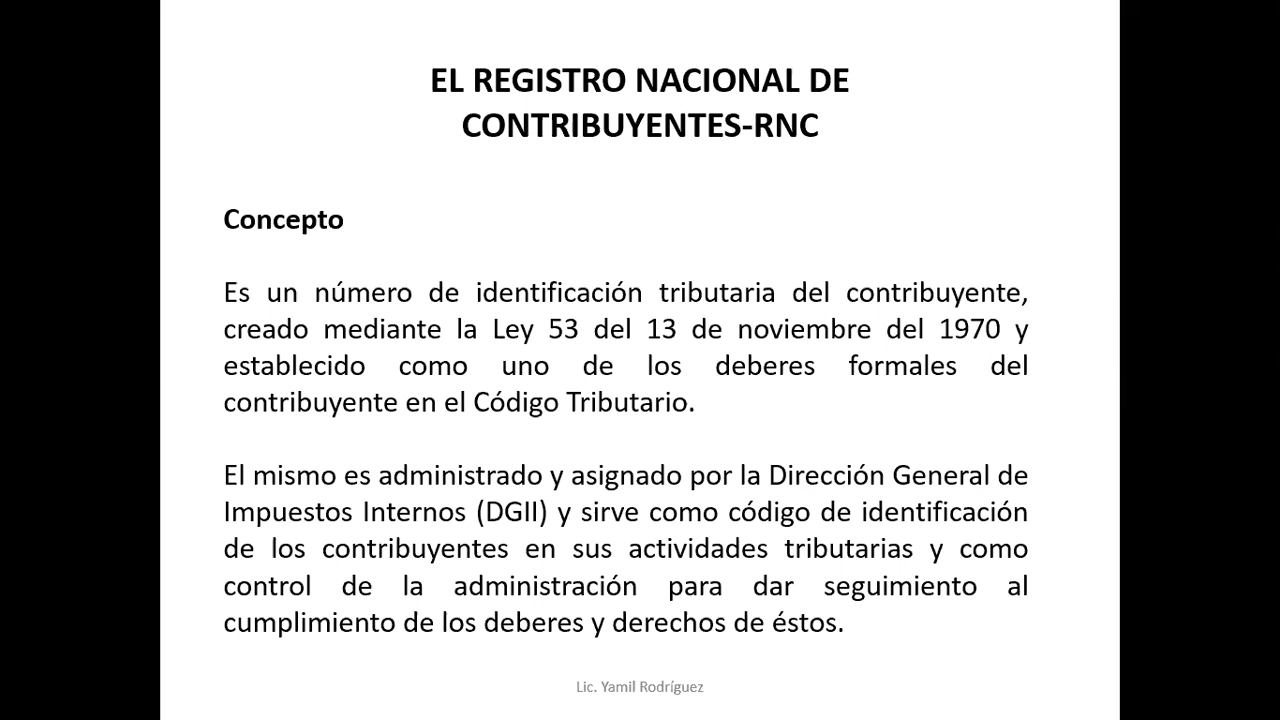 EL REGISTRO NACIONAL DE
CONTRIBUYENTES-RNC
Concepto
Es un número de identificación tributaria del contribuyente,
creado mediante la Ley 53 del 13 de noviembre del 1970 y
establecido como uno de los deberes formales del
contribuyente en el Código Tributario.
El mismo es administrado y asignado por la Dirección General de
Impuestos Internos (DGII) y sirve como código de identificación
de los contribuyentes en sus actividades tributarias y como
control de la administración para dar seguimiento al
cumplimiento de los deberes y derechos de éstos.
Lic. Yamil Rodríguez